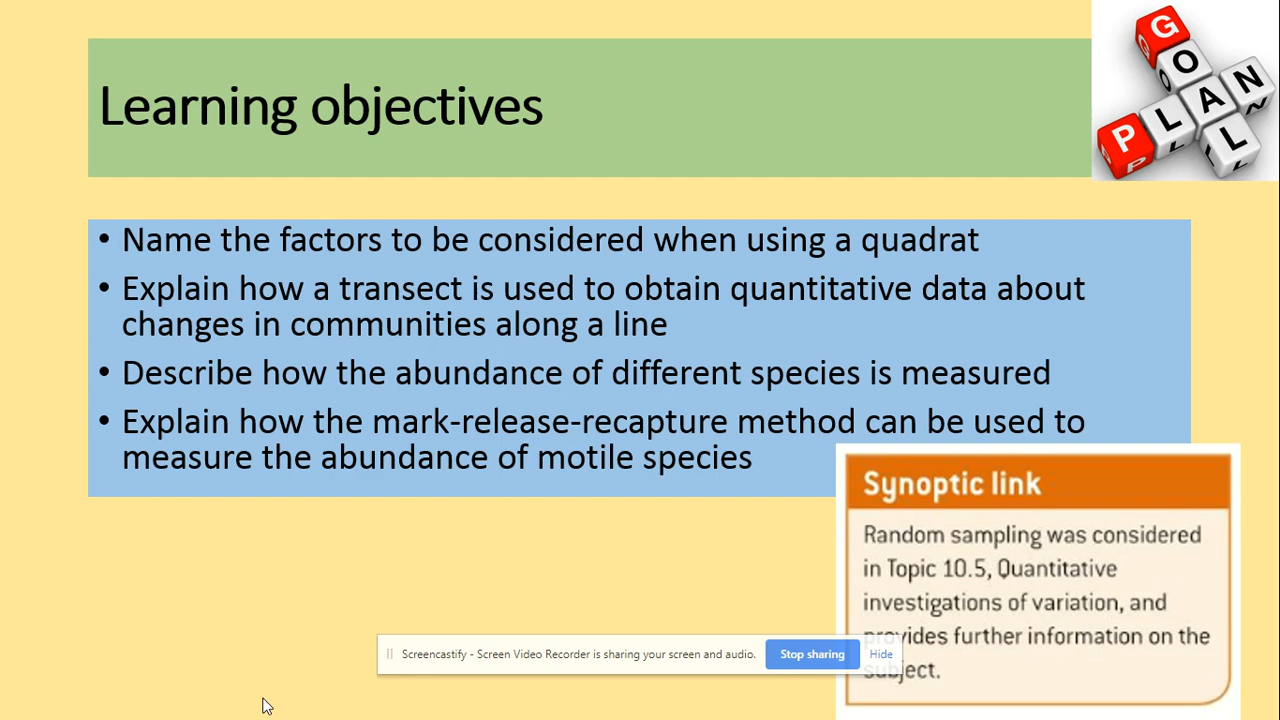 Learning objectives
GOAL
PLAN
• Name the factors to be considered when using a quadrat
• Explain how a transect is used to obtain quantitative data about
changes in communities along a line
• Describe how the abundance of different species is measured
• Explain how the mark-release-recapture method can be used to
measure the abundance of motile species
Synoptic link
Random sampling was considered
in Topic 10.5, Quantitative
investigations of variation, and
provides further information on the
subject.
Screencastify - Screen Video Recorder is sharing your screen and audio.
Stop sharing
Hide